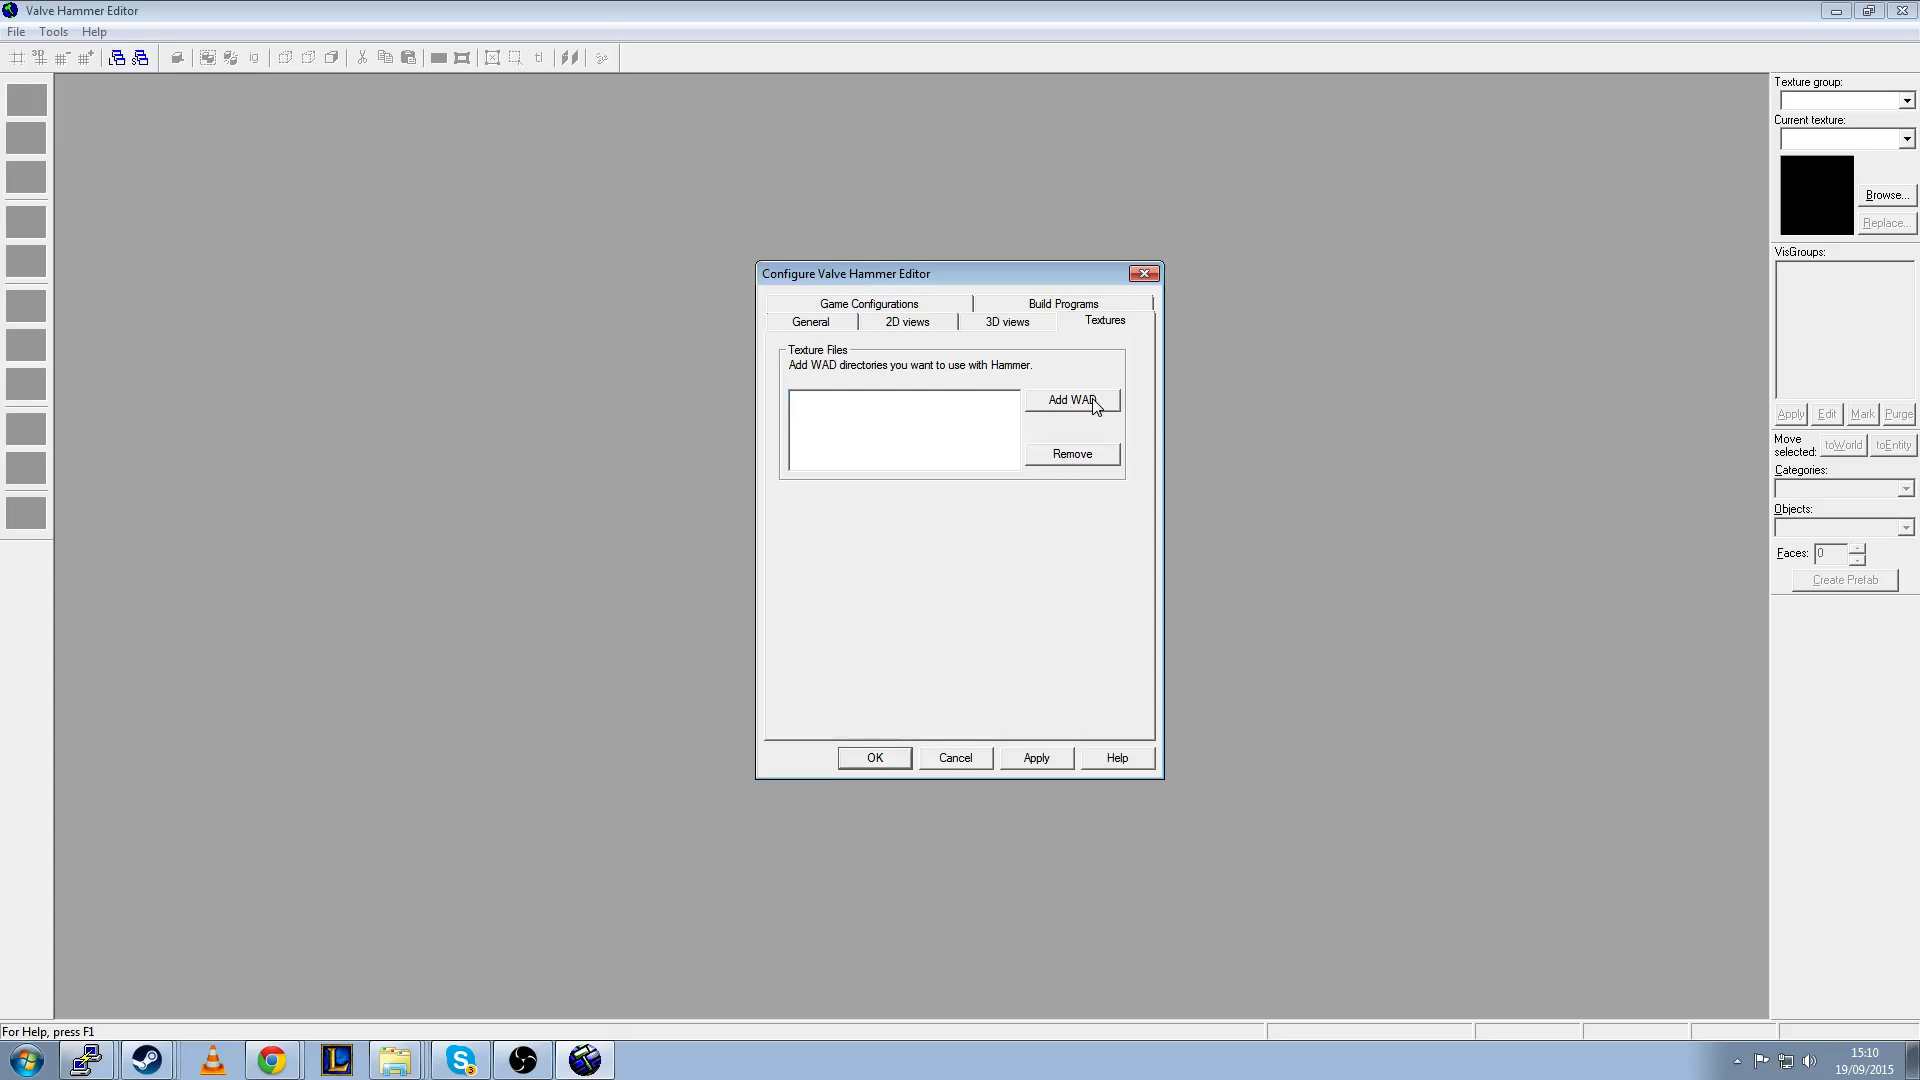 Valve Hammer Editor
File Tools Help
3D
ig
tl
Texture group:
Current texture:
Browse...
Replace...
VisGroups:
Apply Edit Mark Purge
Move selected: toWorld toEntity
Categories:
Objects:
Faces: 0
Create Prefab
Configure Valve Hammer Editor
Game Configurations Build Programs
General 2D views 3D views Textures
Texture Files
Add WAD directories you want to use with Hammer.
Add WAD
Remove
OK Cancel Apply Help
For Help, press F1
15:10
19/09/2015